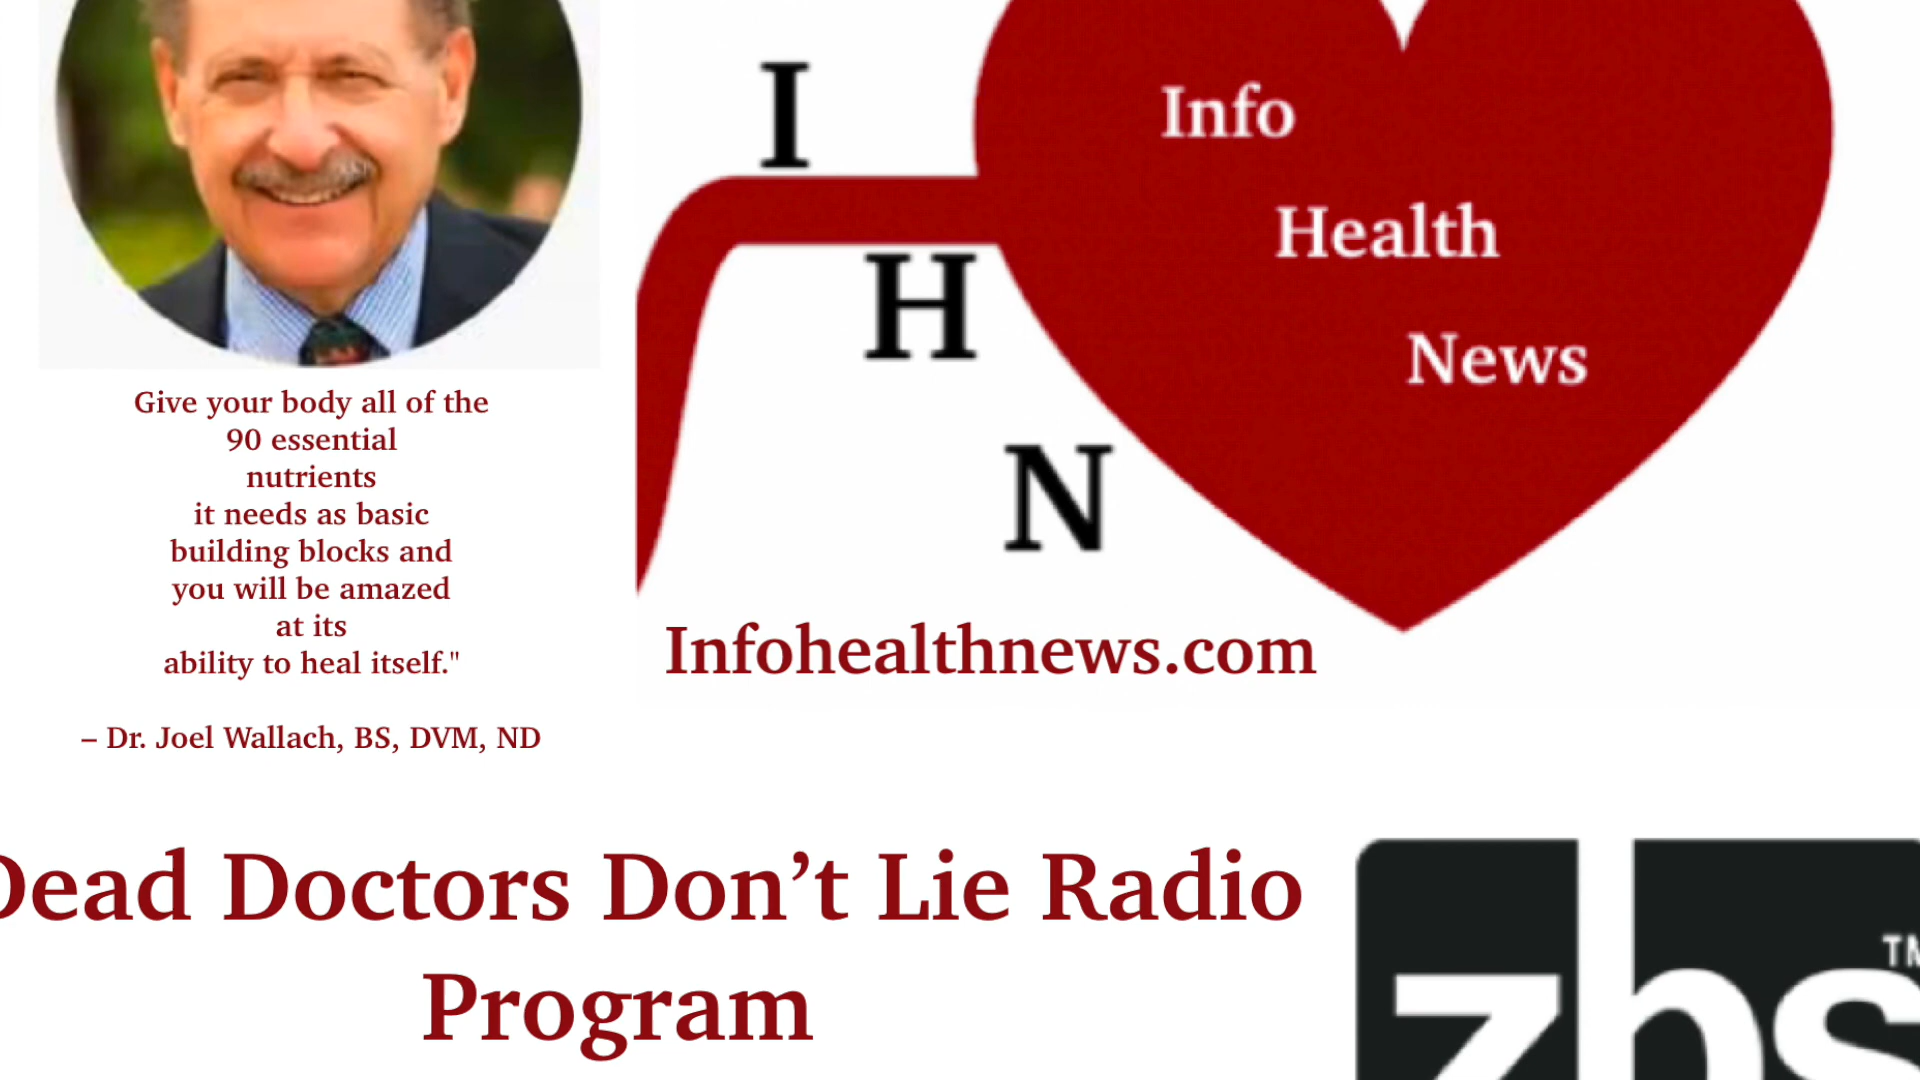 Give your body all of the
90 essential
nutrients
it needs as basic
building blocks and
you will be amazed
at its
ability to heal itself."
– Dr. Joel Wallach, BS, DVM, ND
I
H
N
Info
Health
News
Infohealthnews.com
Dead Doctors Don’t Lie Radio
Program
TM
zbs